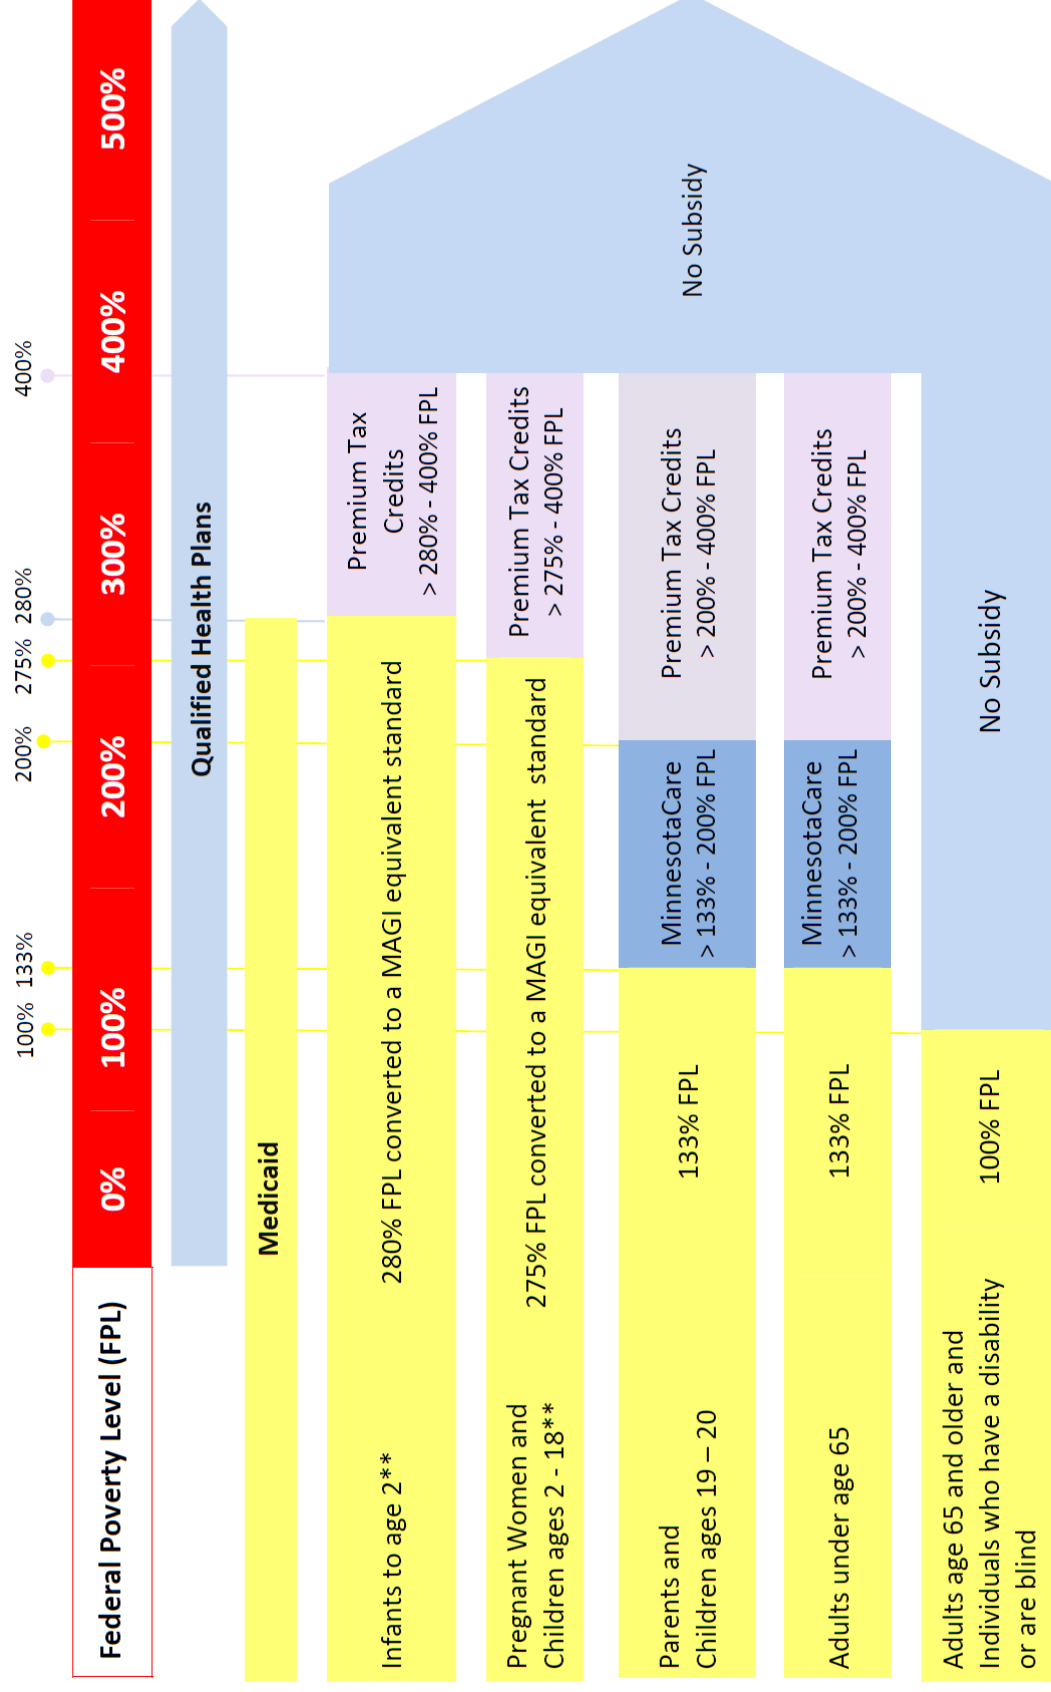 100% 133% 200% 275% 280% 400%
Federal Poverty Level (FPL) 0% 100% 200% 300% 400% 500%
Qualified Health Plans
Medicaid
Infants to age 2**
280% FPL converted to a MAGI equivalent standard
Premium Tax
Credits
> 280% - 400% FPL
Pregnant Women and
Children ages 2 - 18**
275% FPL converted to a MAGI equivalent standard
Premium Tax Credits
> 275% - 400% FPL
Parents and
Children ages 19 – 20
133% FPL
MinnesotaCare
> 133% - 200% FPL
Premium Tax Credits
> 200% - 400% FPL
No Subsidy
Adults under age 65
133% FPL
MinnesotaCare
> 133% - 200% FPL
Premium Tax Credits
> 200% - 400% FPL
Adults age 65 and older and
Individuals who have a disability
or are blind
100% FPL
No Subsidy